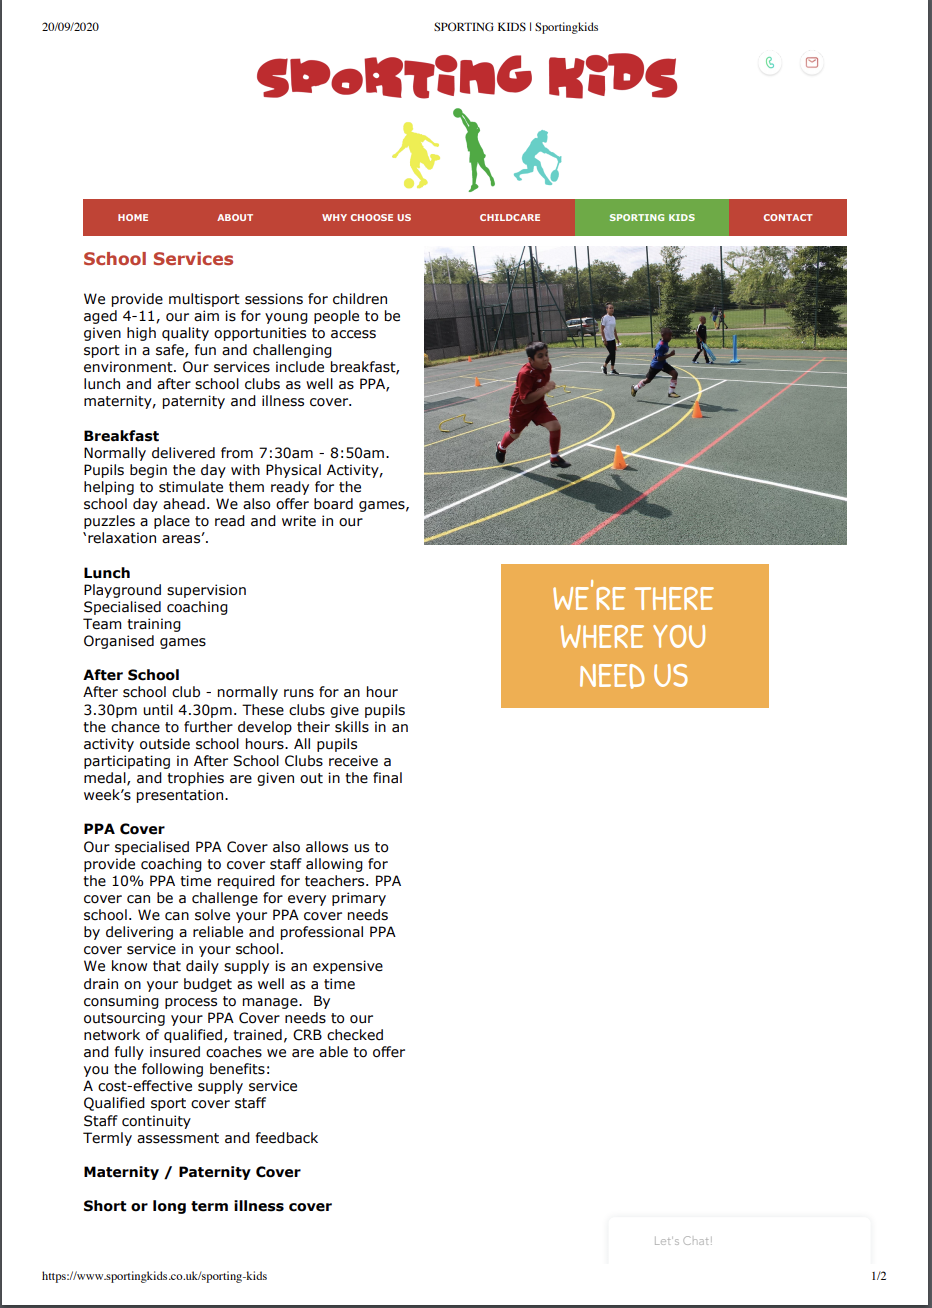 20/09/2020
SPORTING KIDS | Sportingkids
SPORTING KIDS
HOME
ABOUT
WHY CHOOSE US
CHILDCARE
SPORTING KIDS
CONTACT
School Services
We provide multisport sessions for children
aged 4-11, our aim is for young people to be
given high quality opportunities to access
sport in a safe, fun and challenging
environment. Our services include breakfast,
lunch and after school clubs as well as PPA,
maternity, paternity and illness cover.
Breakfast
Normally delivered from 7:30am - 8:50am.
Pupils begin the day with Physical Activity,
helping to stimulate them ready for the
school day ahead. We also offer board games,
puzzles a place to read and write in our
‘relaxation areas’.
Lunch
Playground supervision
Specialised coaching
Team training
Organised games
After School
After school club - normally runs for an hour
3.30pm until 4.30pm. These clubs give pupils
the chance to further develop their skills in an
activity outside school hours. All pupils
participating in After School Clubs receive a
medal, and trophies are given out in the final
week’s presentation.
PPA Cover
Our specialised PPA Cover also allows us to
provide coaching to cover staff allowing for
the 10% PPA time required for teachers. PPA
cover can be a challenge for every primary
school. We can solve your PPA cover needs
by delivering a reliable and professional PPA
cover service in your school.
We know that daily supply is an expensive
drain on your budget as well as a time
consuming process to manage.  By
outsourcing your PPA Cover needs to our
network of qualified, trained, CRB checked
and fully insured coaches we are able to offer
you the following benefits:
A cost-effective supply service
Qualified sport cover staff
Staff continuity
Termly assessment and feedback
Maternity / Paternity Cover
Short or long term illness cover
WE'RE THERE
WHERE YOU
NEED US
Let's Chat!
https://www.sportingkids.co.uk/sporting-kids
1/2